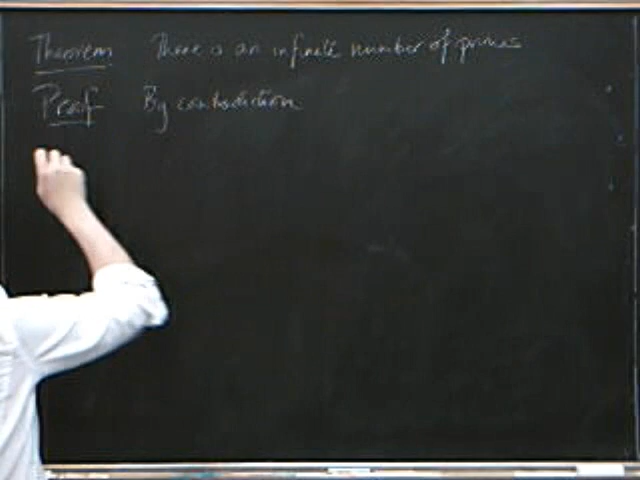 Theorem There is an infinite number of primes
Proof By contradiction